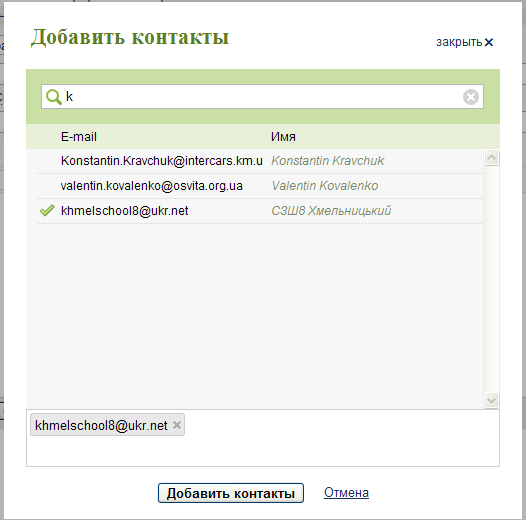 Добавить контакты
закрыть
k
E-mail Имя
Konstantin.Kravchuk@intercars.km.u Konstantin Kravchuk
valentin.kovalenko@osvita.org.ua Valentin Kovalenko
khmelschool8@ukr.net СЗШ8 Хмельницький
khmelschool8@ukr.net
Добавить контакты Отмена